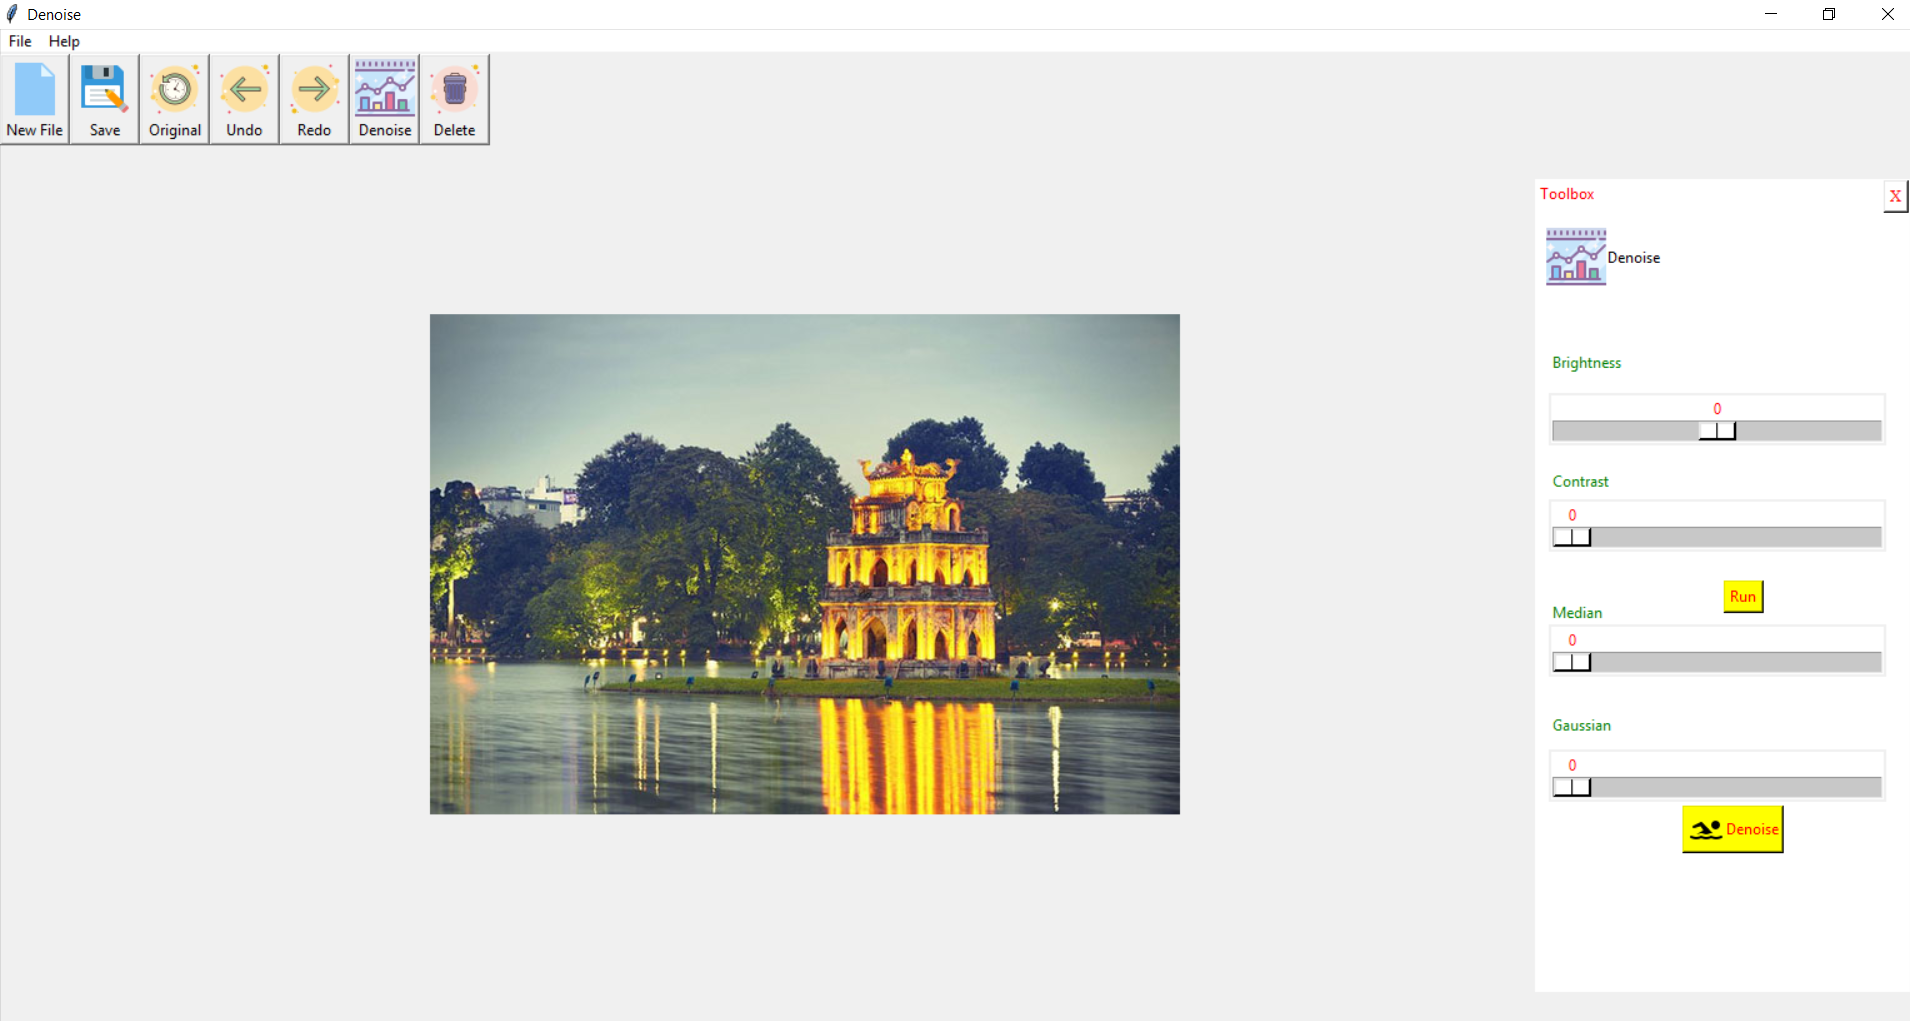 Denoise
File Help
New File Save Original Undo Redo Denoise Delete
Toolbox X
Denoise
Brightness
0
Contrast
0
Run
Median
0
Gaussian
0
Denoise